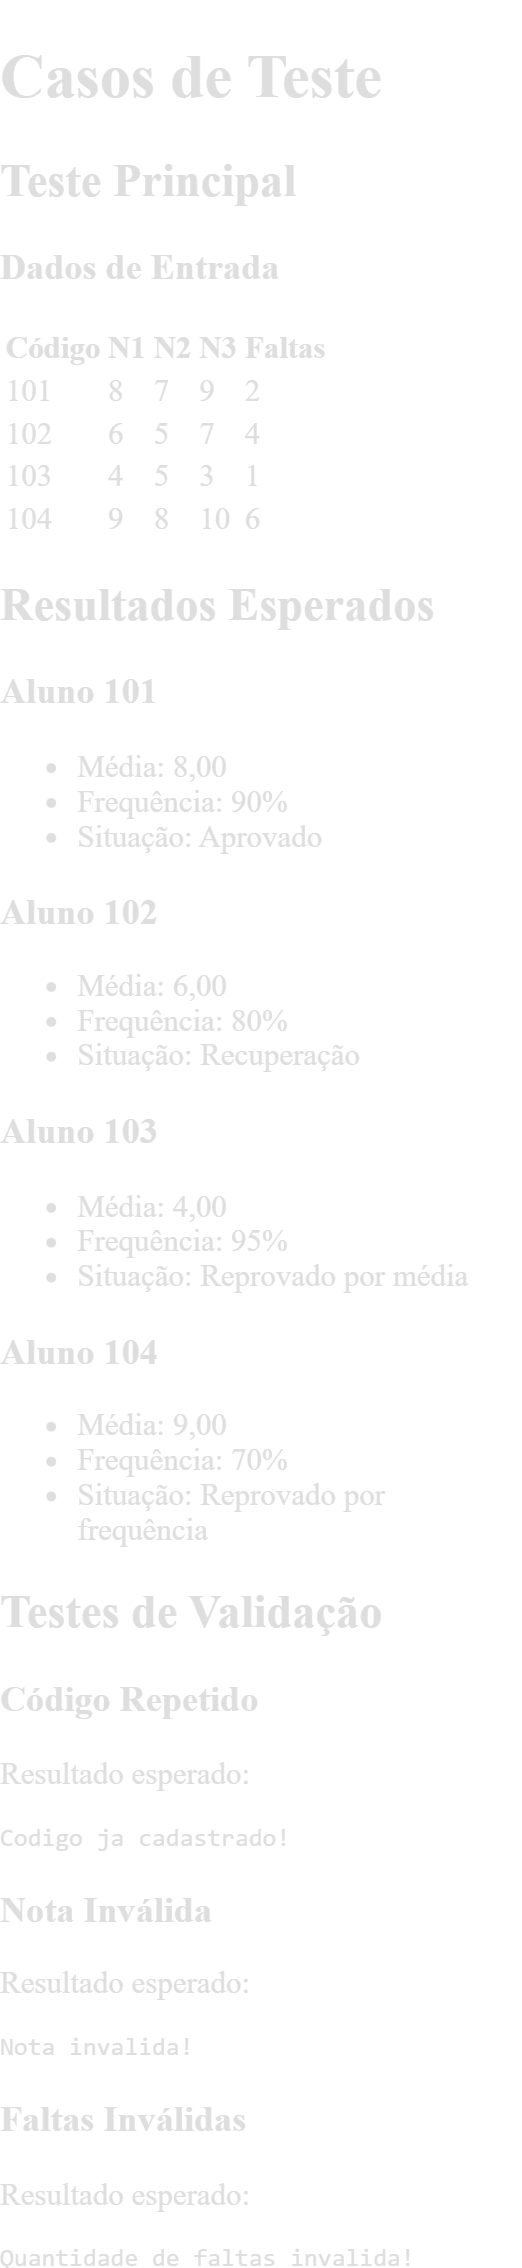 Casos de Teste
Teste Principal
Dados de Entrada
Código N1 N2 N3 Faltas
101 8 7 9 2
102 6 5 7 4
103 4 5 3 1
104 9 8 10 6
Resultados Esperados
Aluno 101
• Média: 8,00
• Frequência: 90%
• Situação: Aprovado
Aluno 102
• Média: 6,00
• Frequência: 80%
• Situação: Recuperação
Aluno 103
• Média: 4,00
• Frequência: 95%
• Situação: Reprovado por média
Aluno 104
• Média: 9,00
• Frequência: 70%
• Situação: Reprovado por
frequência
Testes de Validação
Código Repetido
Resultado esperado:
Codigo ja cadastrado!
Nota Inválida
Resultado esperado:
Nota invalida!
Faltas Inválidas
Resultado esperado:
Quantidade de faltas invalida!